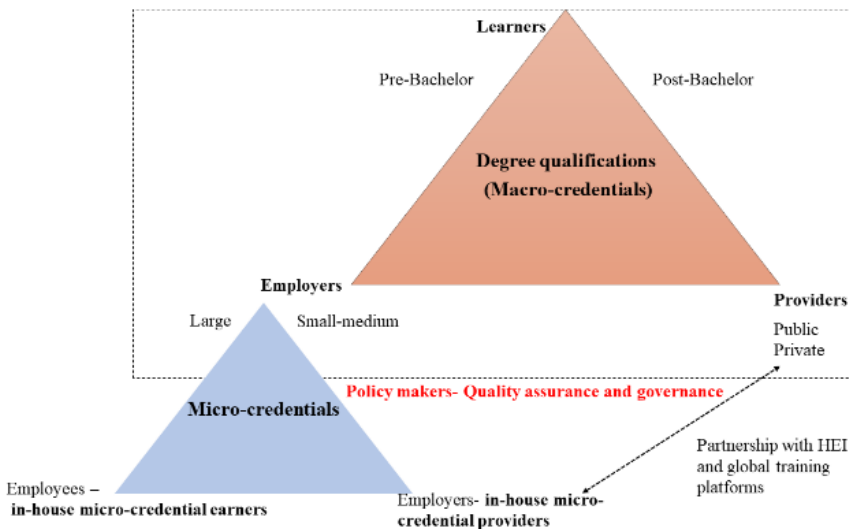 Learners
Pre-Bachelor
Post-Bachelor
Degree qualifications
(Macro-credentials)
Employers
Providers
Large
Small-medium
Public
Private
Policy makers- Quality assurance and governance
Micro-credentials
Partnership with HEI
and global training
platforms
Employees –
in-house micro-credential earners
Employers- in-house micro-
credential providers